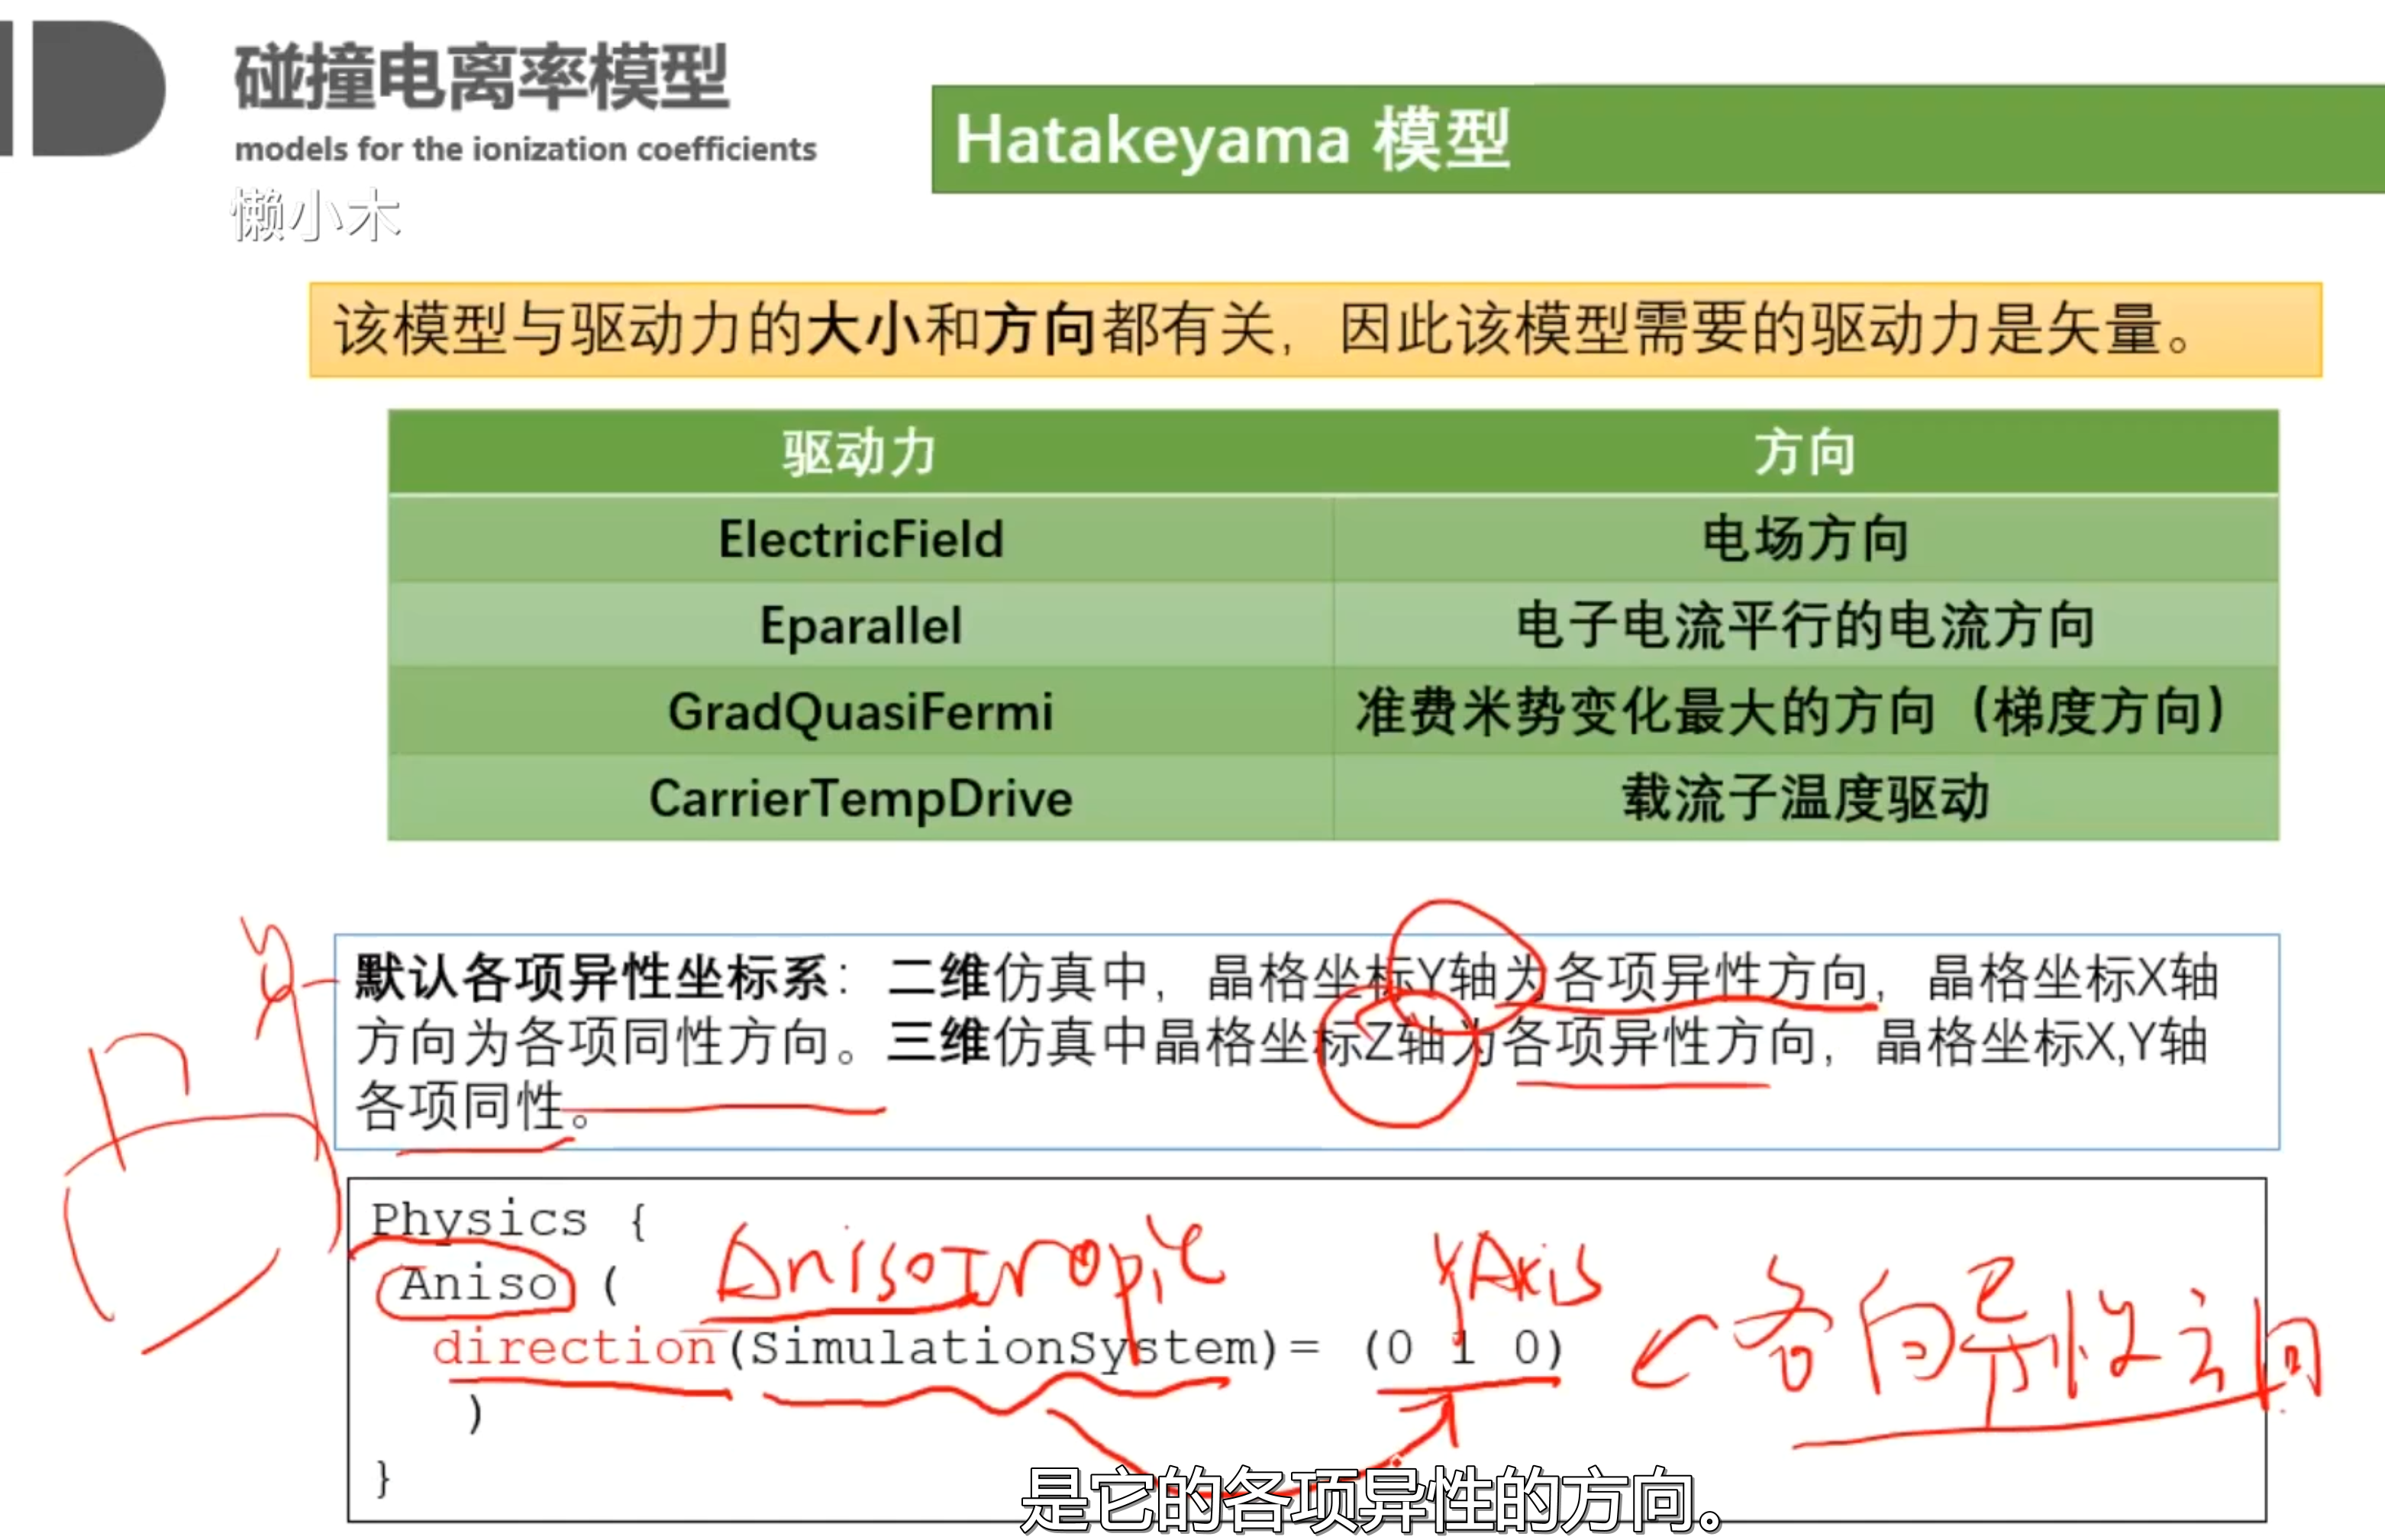 碰撞电离率模型
models for the ionization coefficients
懒小木
Hatakeyama 模型
该模型与驱动力的大小和方向都有关，因此该模型需要的驱动力是矢量。
驱动力 方向
ElectricField 电场方向
Eparallel 电子电流平行的电流方向
GradQuasiFermi 准费米势变化最大的方向（梯度方向）
CarrierTempDrive 载流子温度驱动
默认各项异性坐标系：二维仿真中，晶格坐标Y轴为各项异性方向，晶格坐标X轴
方向为各项同性方向。三维仿真中晶格坐标Z轴为各项异性方向，晶格坐标X,Y轴
各项同性。
Physics {
Aniso (
Anisotropic
YAxis
direction(SimulationSystem)= (0 1 0)
各向异性方向
)
}
是它的各项异性的方向。